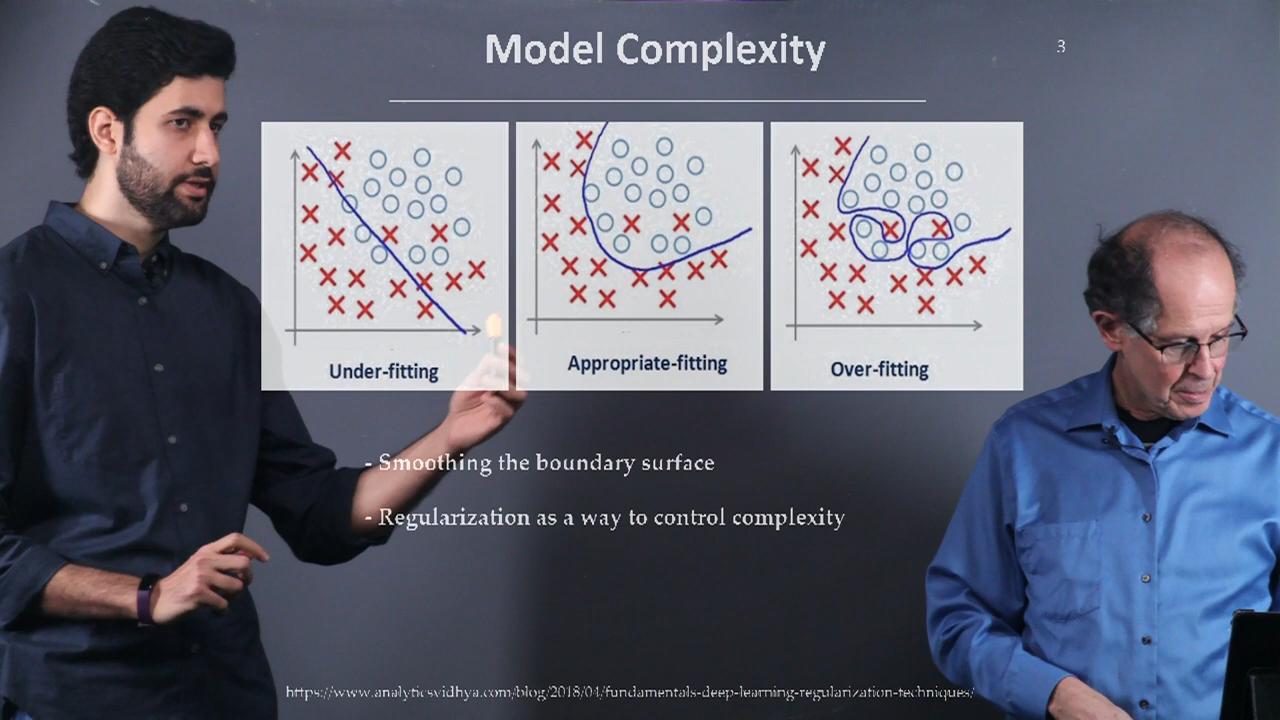 Model Complexity
3
Under-fitting
Appropriate-fitting
Over-fitting
- Smoothing the boundary surface
- Regularization as a way to control complexity
https://www.analyticsvidhya.com/blog/2018/04/fundamentals-deep-learning-regularization-techniques/